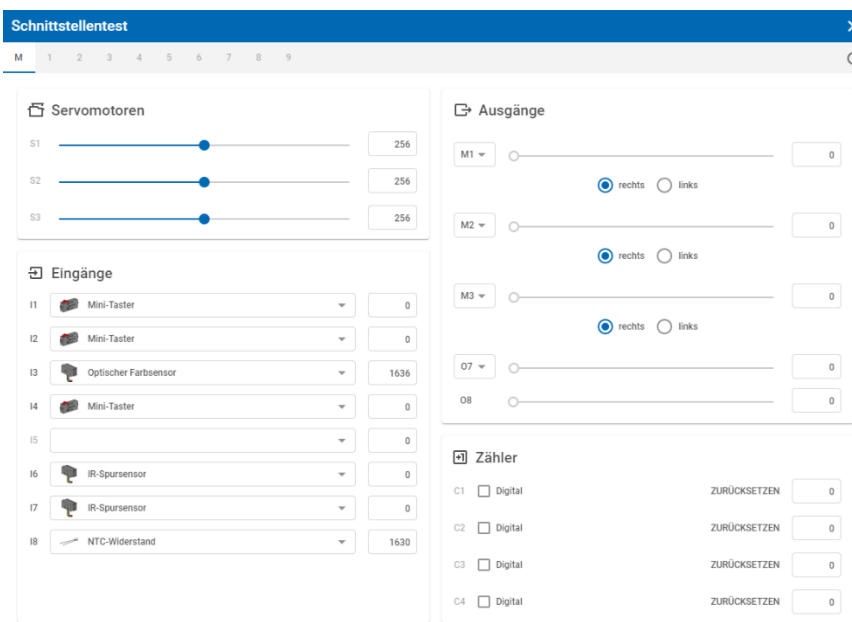 Schnittstellentest
M 1 2 3 4 5 6 7 8 9
Servomotoren
S1 256
S2 256
S3 256
Eingänge
I1 Mini-Taster 0
I2 Mini-Taster 0
I3 Optischer Farbsensor 1636
I4 Mini-Taster 0
I5 0
I6 IR-Spursensor 0
I7 IR-Spursensor 0
I8 NTC-Widerstand 1630
Ausgänge
M1 0
rechts links
M2 0
rechts links
M3 0
rechts links
O7 0
O8 0
Zähler
C1 Digital ZURÜCKSETZEN 0
C2 Digital ZURÜCKSETZEN 0
C3 Digital ZURÜCKSETZEN 0
C4 Digital ZURÜCKSETZEN 0